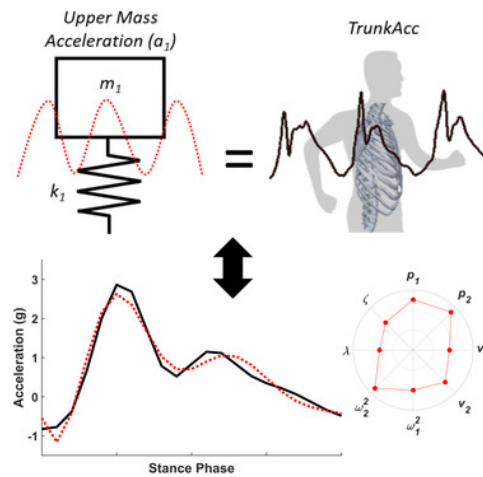 Upper Mass
Acceleration (a₁)
TrunkAcc
m₁
k₁
=
Acceleration (g)
3
2
1
0
-1
Stance Phase
p₁
p₂
ζ
λ
v
ω₂²
ω₁²
v₂